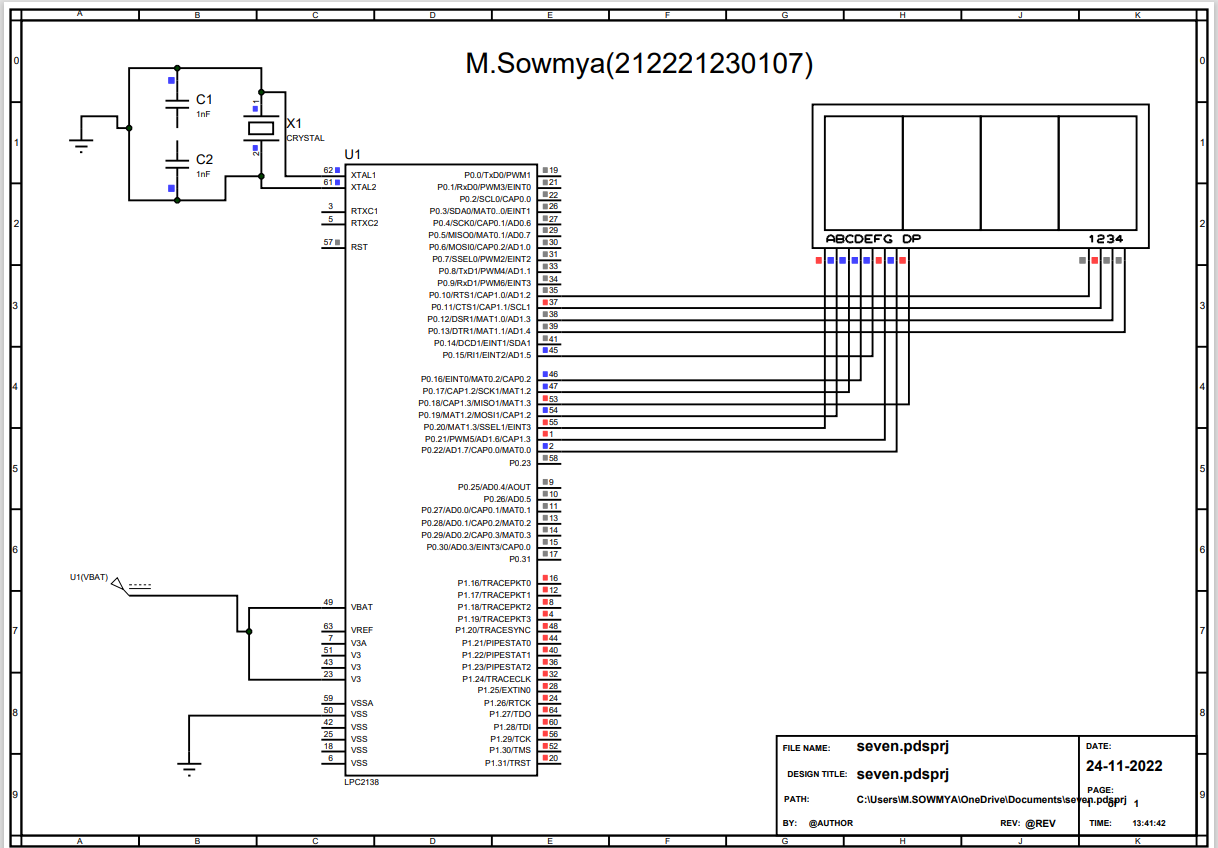 A B C D E F G H J K
M.Sowmya(212221230107)
0 0
C1
1nF
1
X1
CRYSTAL
2
C2
1nF
1 1
U1
62 XTAL1
61 XTAL2
3 RTXC1
5 RTXC2
57 RST
P0.0/TxD0/PWM1 19
P0.1/RxD0/PWM3/EINT0 21
P0.2/SCL0/CAP0.0 22
P0.3/SDA0/MAT0..0/EINT1 26
P0.4/SCK0/CAP0.1/AD0.6 27
P0.5/MISO0/MAT0.1/AD0.7 29
P0.6/MOSI0/CAP0.2/AD1.0 30
P0.7/SSEL0/PWM2/EINT2 31
P0.8/TxD1/PWM4/AD1.1 33
P0.9/RxD1/PWM6/EINT3 34
P0.10/RTS1/CAP1.0/AD1.2 35
P0.11/CTS1/CAP1.1/SCL1 37
P0.12/DSR1/MAT1.0/AD1.3 38
P0.13/DTR1/MAT1.1/AD1.4 39
P0.14/DCD1/EINT1/SDA1 41
P0.15/RI1/EINT2/AD1.5 45
P0.16/EINT0/MAT0.2/CAP0.2 46
P0.17/CAP1.2/SCK1/MAT1.2 47
P0.18/CAP1.3/MISO1/MAT1.3 53
P0.19/MAT1.2/MOSI1/CAP1.2 54
P0.20/MAT1.3/SSEL1/EINT3 55
P0.21/PWM5/AD1.6/CAP1.3 1
P0.22/AD1.7/CAP0.0/MAT0.0 2
P0.23 58
P0.25/AD0.4/AOUT 9
P0.26/AD0.5 10
P0.27/AD0.0/CAP0.1/MAT0.1 11
P0.28/AD0.1/CAP0.2/MAT0.2 13
P0.29/AD0.2/CAP0.3/MAT0.3 14
P0.30/AD0.3/EINT3/CAP0.0 15
P0.31 17
P1.16/TRACEPKT0 16
P1.17/TRACEPKT1 12
P1.18/TRACEPKT2 8
P1.19/TRACEPKT3 4
P1.20/TRACESYNC 48
P1.21/PIPESTAT0 44
P1.22/PIPESTAT1 40
P1.23/PIPESTAT2 36
P1.24/TRACECLK 32
P1.25/EXTIN0 28
P1.26/RTCK 24
P1.27/TDO 64
P1.28/TDI 60
P1.29/TCK 56
P1.30/TMS 52
P1.31/TRST 20
ABCDEFG DP 1234
2 2
3 3
4 4
5 5
6 6
U1(VBAT)
49 VBAT
63 VREF
7 V3A
51 V3
43 V3
23 V3
59 VSSA
50 VSS
42 VSS
25 VSS
18 VSS
6 VSS
LPC2138
7 7
8 8
9 9
FILE NAME: seven.pdsprj
DESIGN TITLE: seven.pdsprj
PATH: C:\Users\M.SOWMYA\OneDrive\Documents\seven.pdsprj
BY: @AUTHOR REV: @REV
DATE:
24-11-2022
PAGE:
1 of 1
TIME: 13:41:42
A B C D E F G H J K